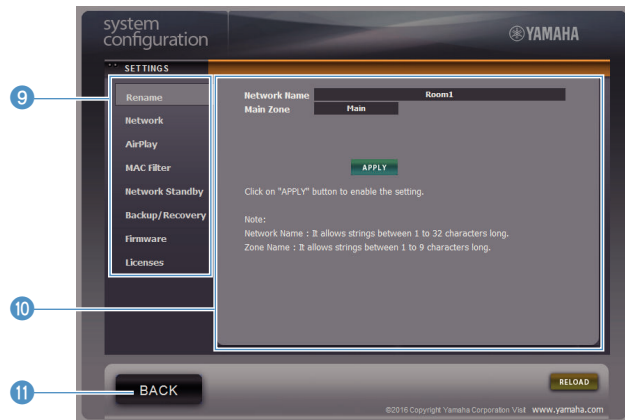 system
configuration
YAMAHA
SETTINGS
9
Rename
Network
AirPlay
MAC Filter
Network Standby
Backup/Recovery
Firmware
Licenses
Network Name Room1
Main Zone Main
APPLY
Click on "APPLY" button to enable the setting.
Note:
Network Name : It allows strings between 1 to 32 characters long.
Zone Name : It allows strings between 1 to 9 characters long.
10
11
BACK
RELOAD
©2016 Copyright Yamaha Corporation Visit www.yamaha.com